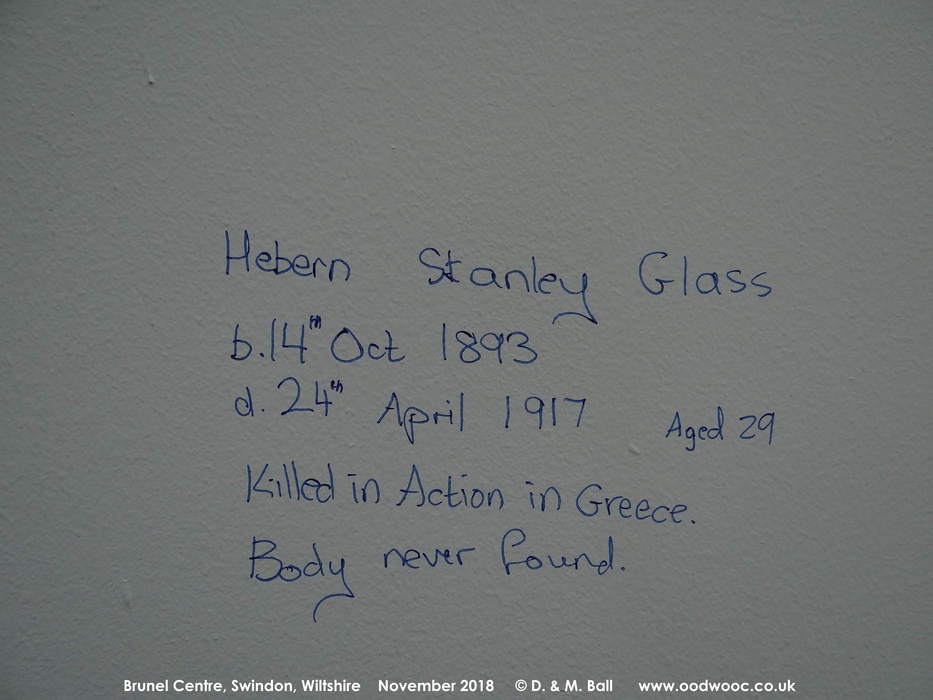 Hebern Stanley Glass
b. 14th Oct 1893
d. 24th April 1917 Aged 29
Killed in Action in Greece.
Body never found.
Brunel Centre, Swindon, Wiltshire November 2018 © D. & M. Ball www.oodwooc.co.uk